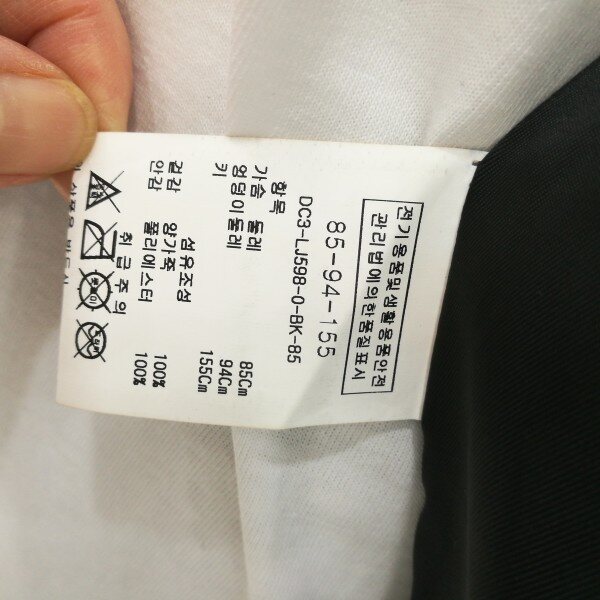 전기용품및생활용품안전
관리법에의한품질표시
85-94-155
DC3-LJ598-0-BK-85
항목
가슴 둘레 85Cm
엉덩이둘레 94Cm
키 155Cm
섬유조성
겉감 양가죽 100%
안감 폴리에스터 100%
취급주의
드라이